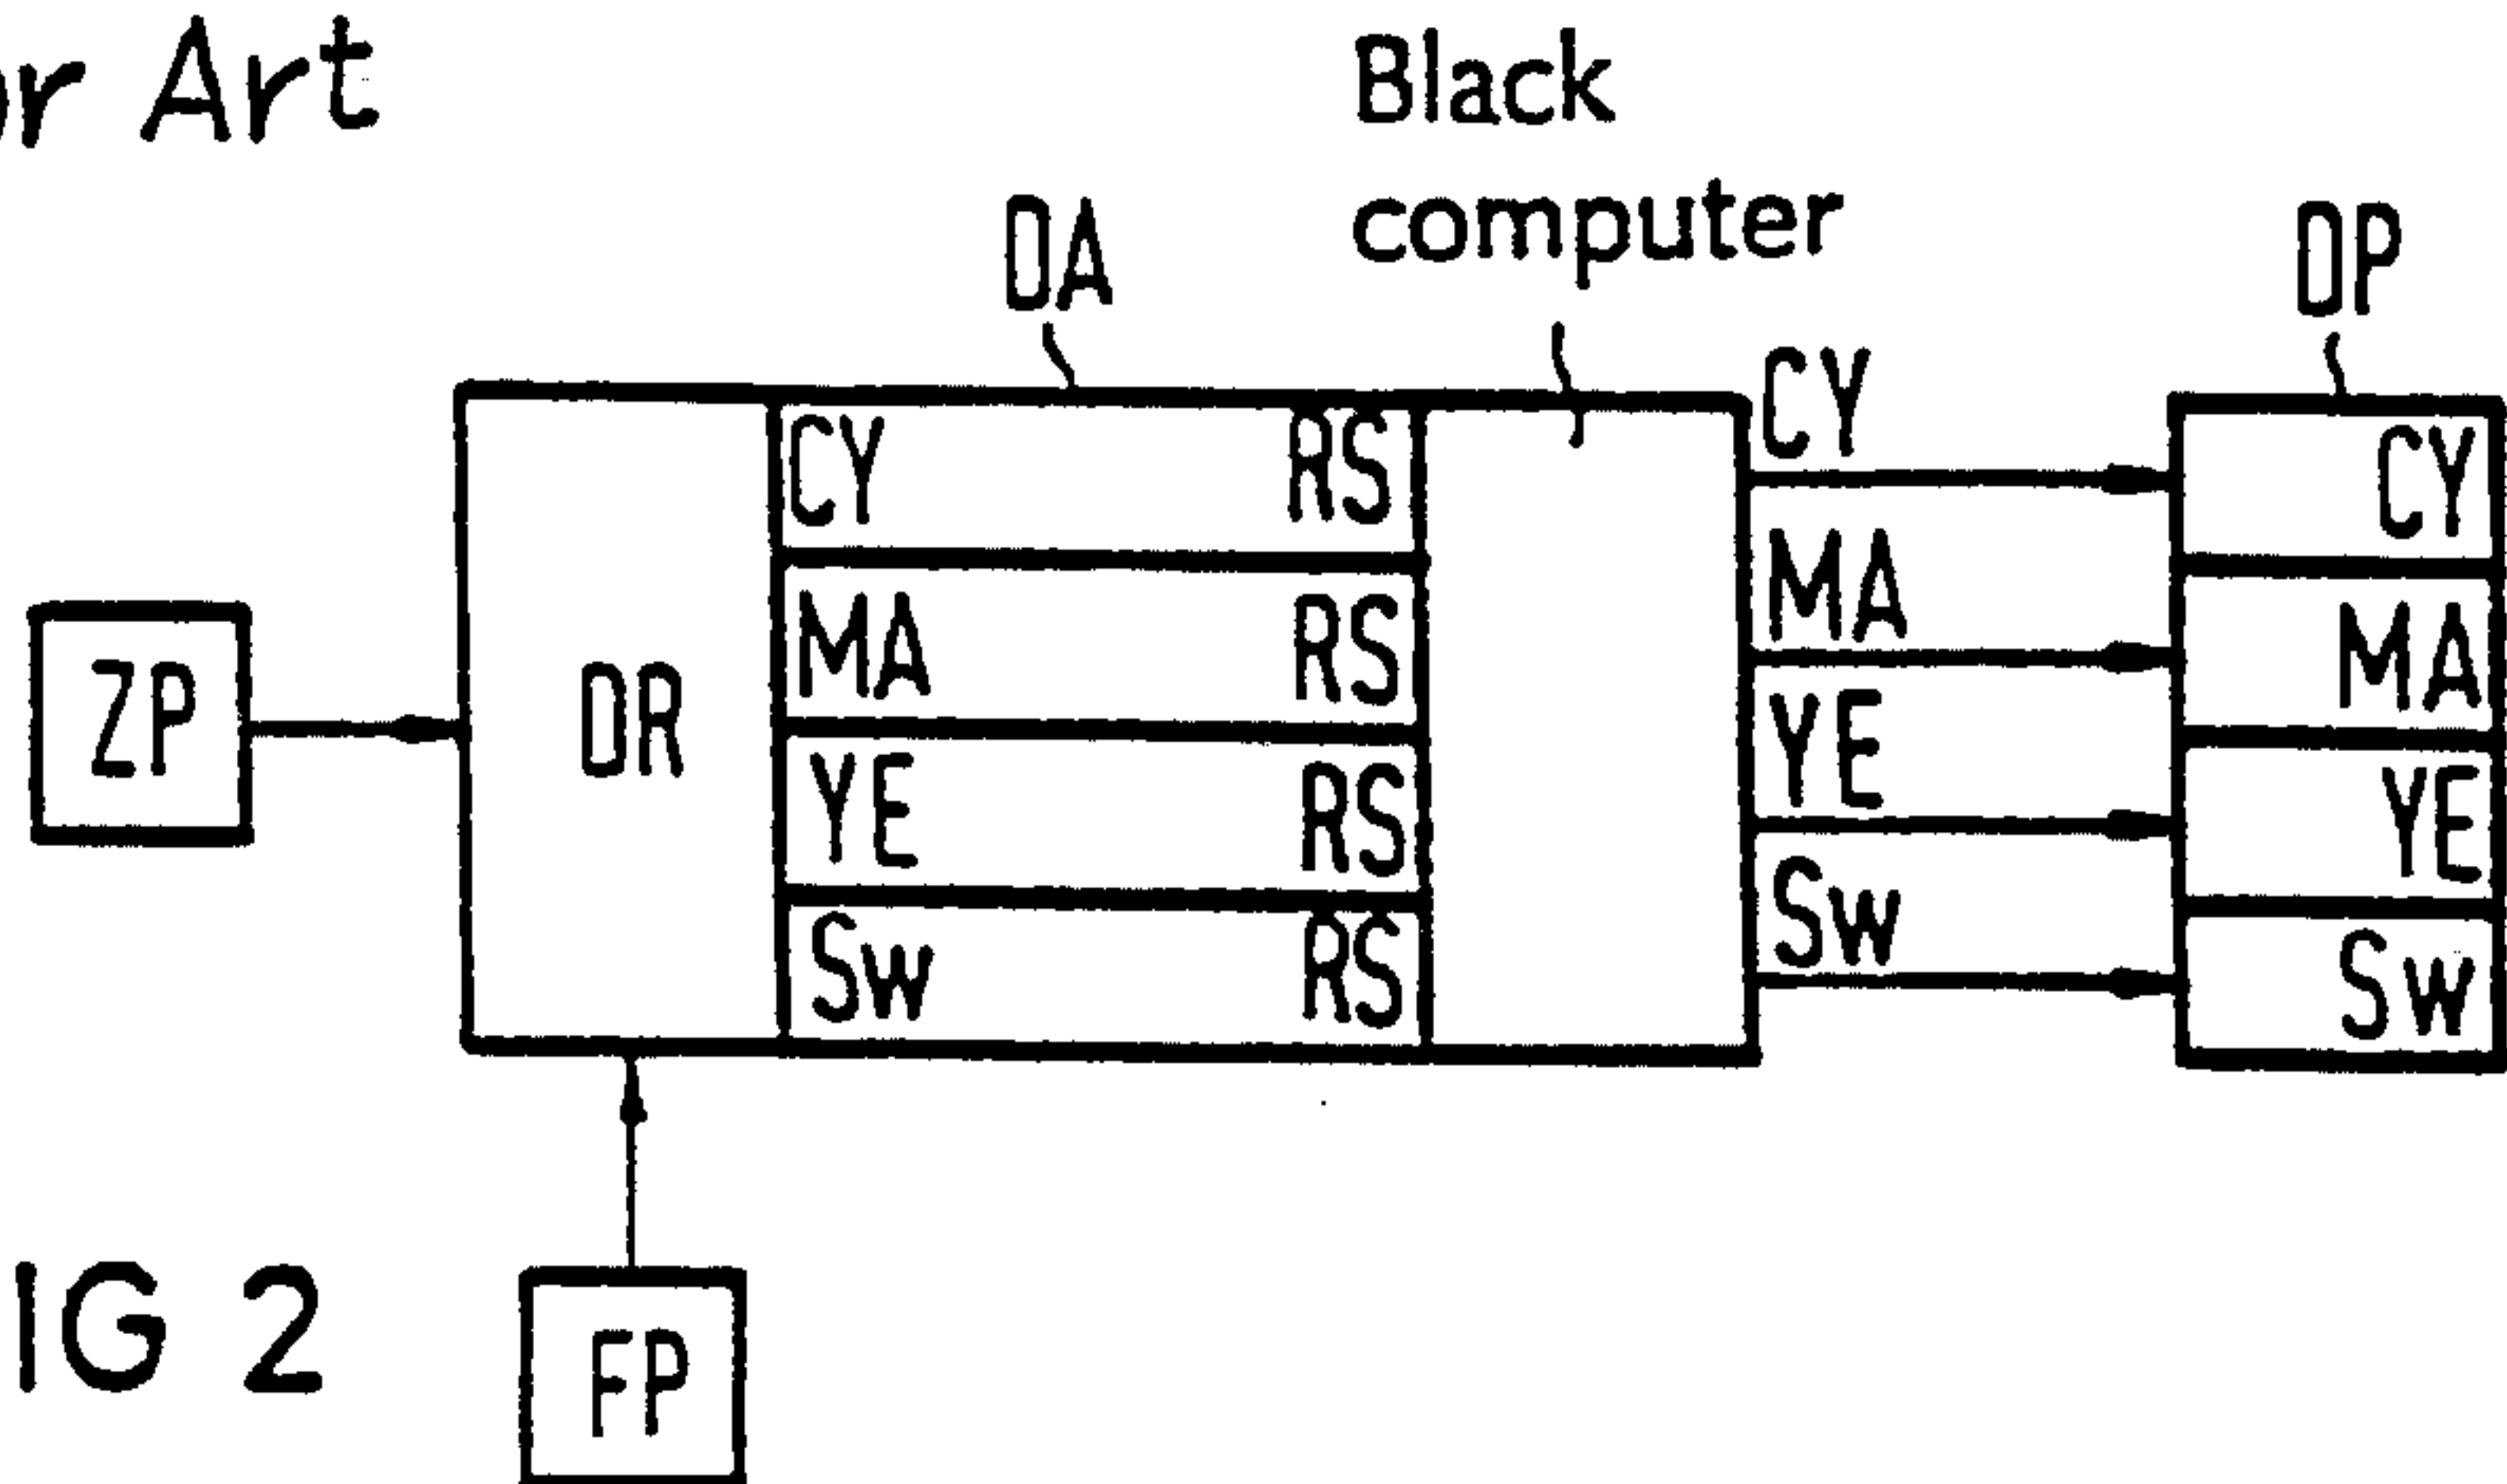 Art
Black
computer
DA
DP
CY
CY RS
CY
MA
MA RS
MA
ZP
DR
YE
YE RS
YE
Sw
Sw RS
Sw
IG 2
FP